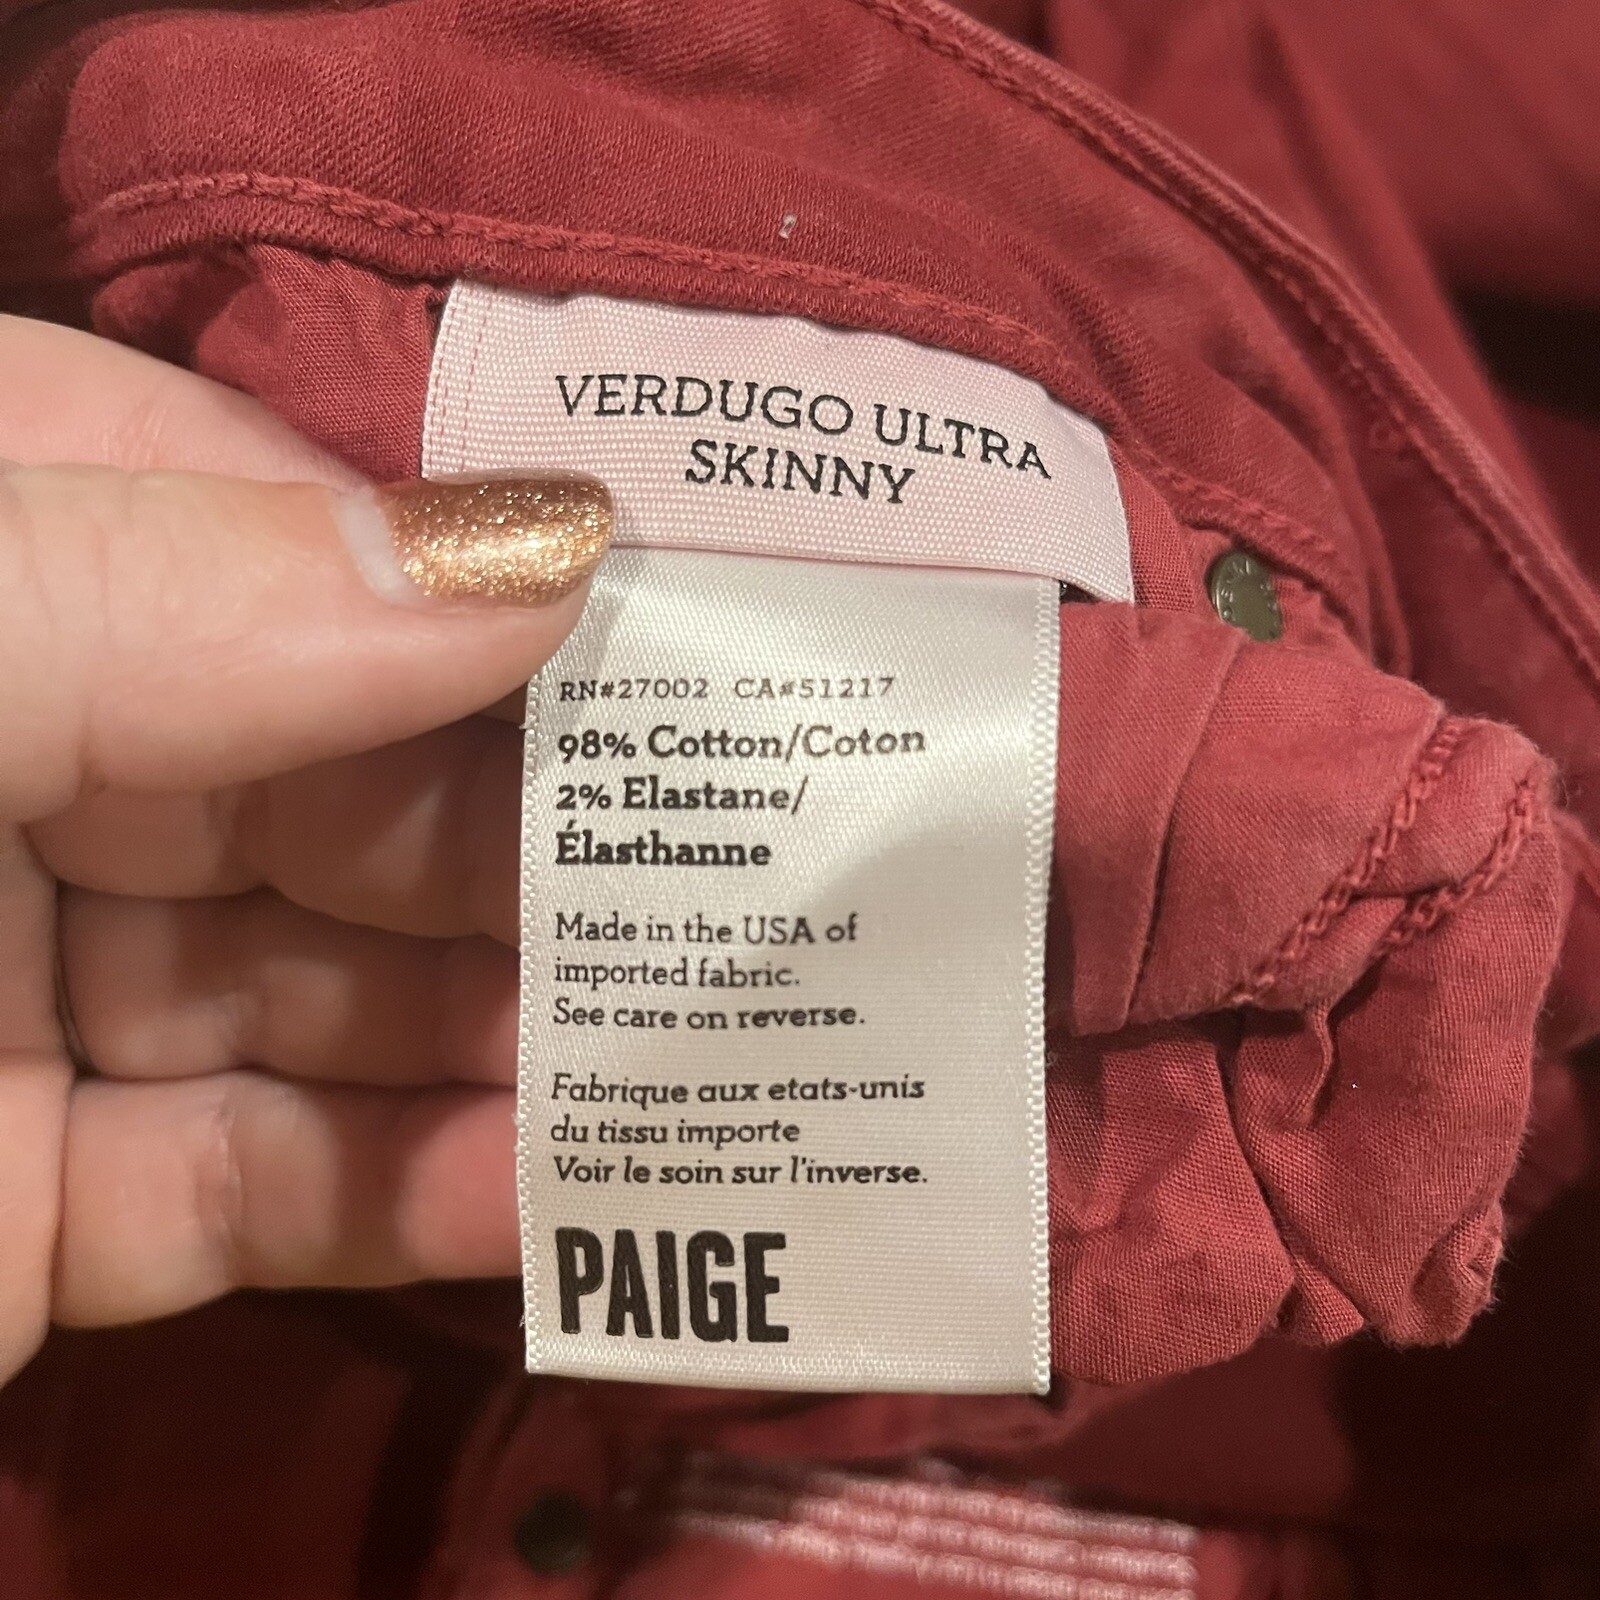 VERDUGO ULTRA
SKINNY
RN#27002 CA#51217
98% Cotton/Coton
2% Elastane/
Élasthanne
Made in the USA of
imported fabric.
See care on reverse.
Fabrique aux etats-unis
du tissu importe
Voir le soin sur l'inverse.
PAIGE